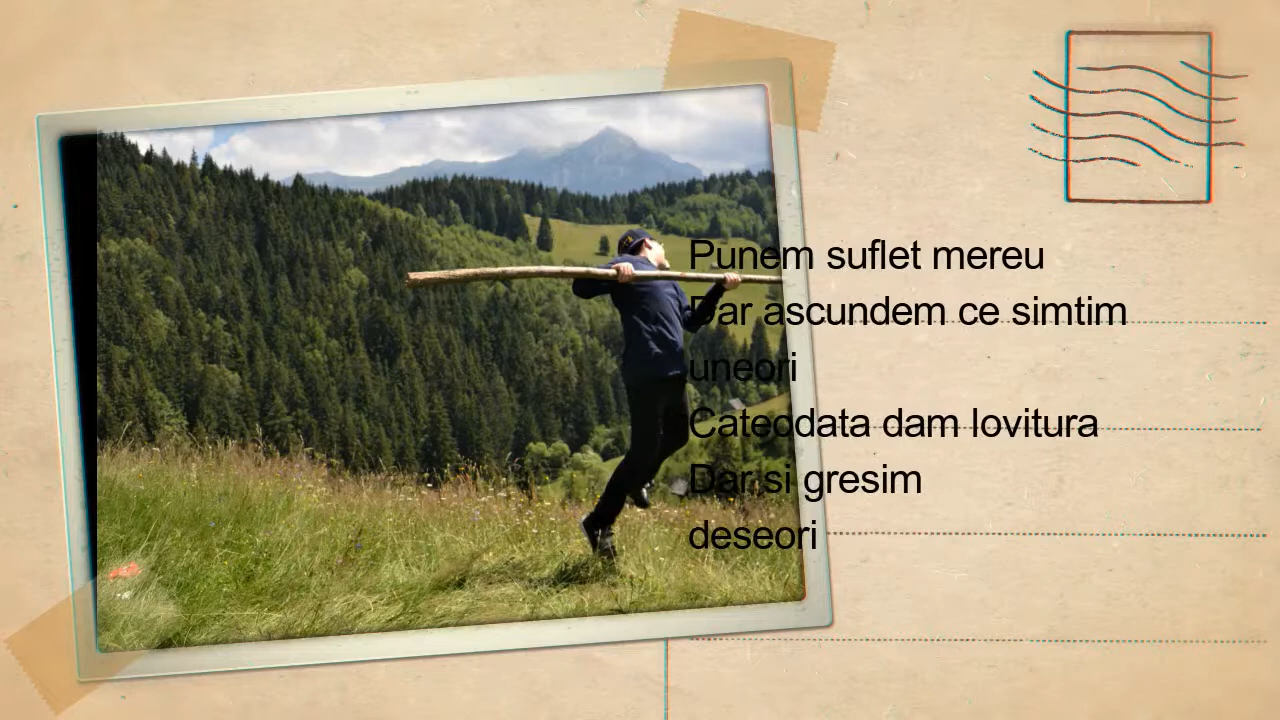 Punem suflet mereu
Dar ascundem ce simtim
uneori
Cateodata dam lovitura
Dar si gresim
deseori